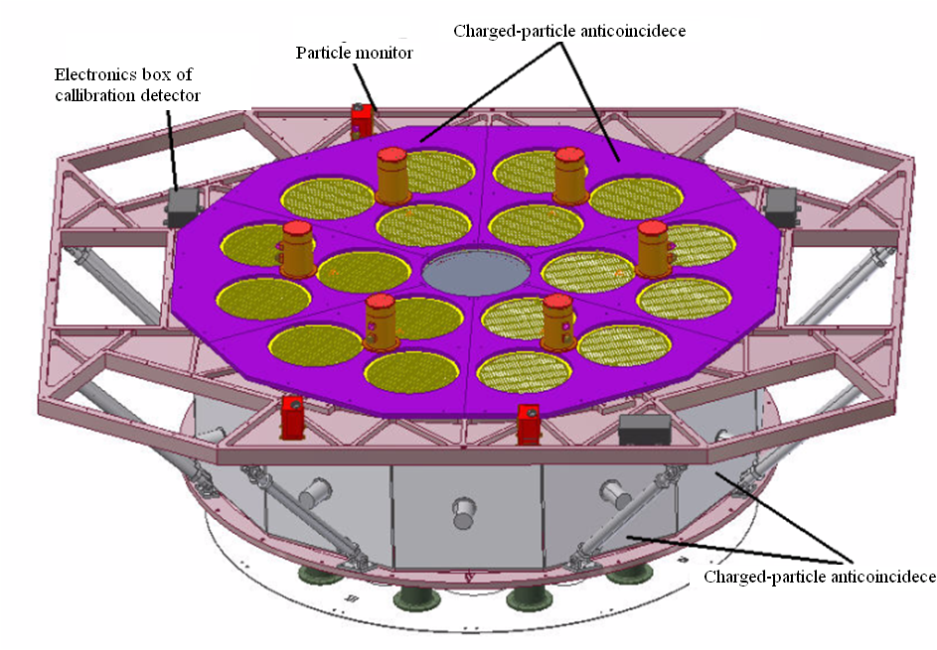 Charged-particle anticoincidece
Particle monitor
Electronics box of
callibration detector
Charged-particle anticoincidece